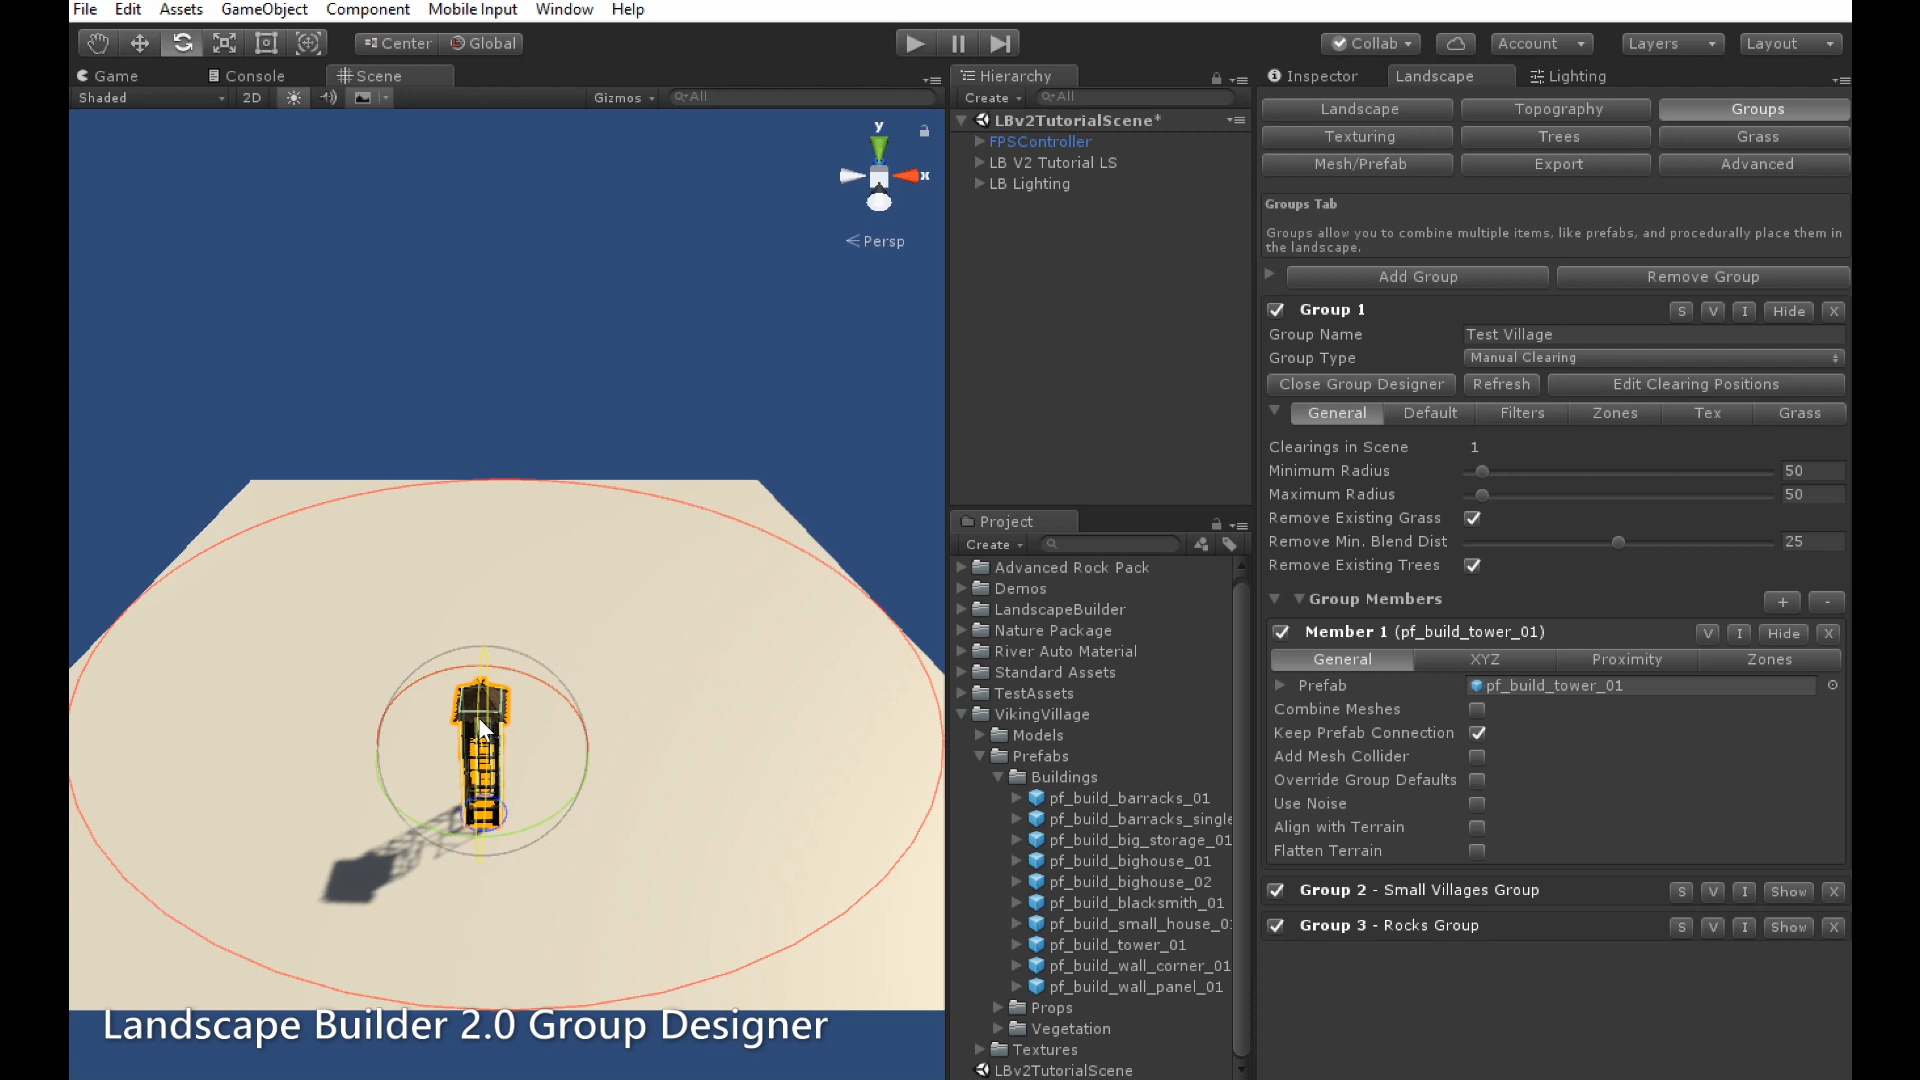 File Edit Assets GameObject Component Mobile Input Window Help
Center Global Collab Account Layers Layout
Game Console Scene
Shaded 2D Gizmos All
y
x
Persp
Hierarchy
Create All
LBv2TutorialScene*
FPSController
LB V2 Tutorial LS
LB Lighting
Project
Create
Advanced Rock Pack
Demos
LandscapeBuilder
Nature Package
River Auto Material
Standard Assets
TestAssets
VikingVillage
Models
Prefabs
Buildings
pf_build_barracks_01
pf_build_barracks_single
pf_build_big_storage_01
pf_build_bighouse_01
pf_build_bighouse_02
pf_build_blacksmith_01
pf_build_small_house_0
pf_build_tower_01
pf_build_wall_corner_01
pf_build_wall_panel_01
Props
Vegetation
Textures
LBv2TutorialScene
Inspector Landscape Lighting
Landscape Topography Groups
Texturing Trees Grass
Mesh/Prefab Export Advanced
Groups Tab
Groups allow you to combine multiple items, like prefabs, and procedurally place them in
the landscape.
Add Group Remove Group
Group 1 S V I Hide X
Group Name Test Village
Group Type Manual Clearing
Close Group Designer Refresh Edit Clearing Positions
General Default Filters Zones Tex Grass
Clearings in Scene 1
Minimum Radius 50
Maximum Radius 50
Remove Existing Grass
Remove Min. Blend Dist 25
Remove Existing Trees
Group Members + -
Member 1 (pf_build_tower_01) V I Hide X
General XYZ Proximity Zones
Prefab pf_build_tower_01
Combine Meshes
Keep Prefab Connection
Add Mesh Collider
Override Group Defaults
Use Noise
Align with Terrain
Flatten Terrain
Group 2 - Small Villages Group S V I Show X
Group 3 - Rocks Group S V I Show X
Landscape Builder 2.0 Group Designer